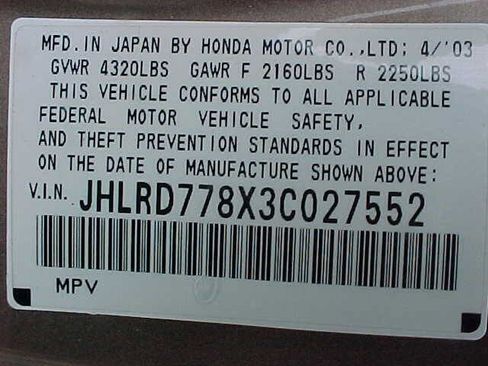 MFD. IN JAPAN BY HONDA MOTOR CO., LTD: 4/'03
GVWR 4320LBS GAWR F 2160LBS R 2250LBS
THIS VEHICLE CONFORMS TO ALL APPLICABLE
FEDERAL MOTOR VEHICLE SAFETY,
AND THEFT PREVENTION STANDARDS IN EFFECT
ON THE DATE OF MANUFACTURE SHOWN ABOVE:
V.I.N. JHLRD778X3C027552
MPV